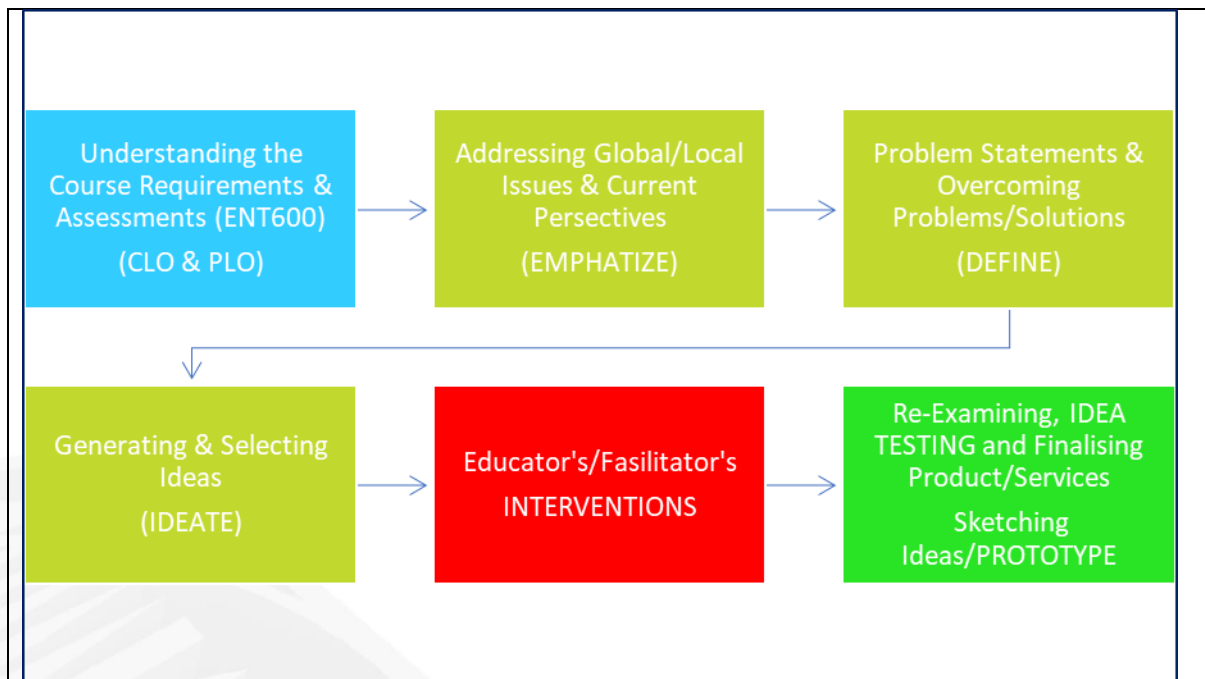 Understanding the
Course Requirements &
Assessments (ENT600)
(CLO & PLO)
Addressing Global/Local
Issues & Current
Persectives
(EMPHATIZE)
Problem Statements &
Overcoming
Problems/Solutions
(DEFINE)
Generating & Selecting
Ideas
(IDEATE)
Educator's/Fasilitator's
INTERVENTIONS
Re-Examining, IDEA
TESTING and Finalising
Product/Services
Sketching
Ideas/PROTOTYPE